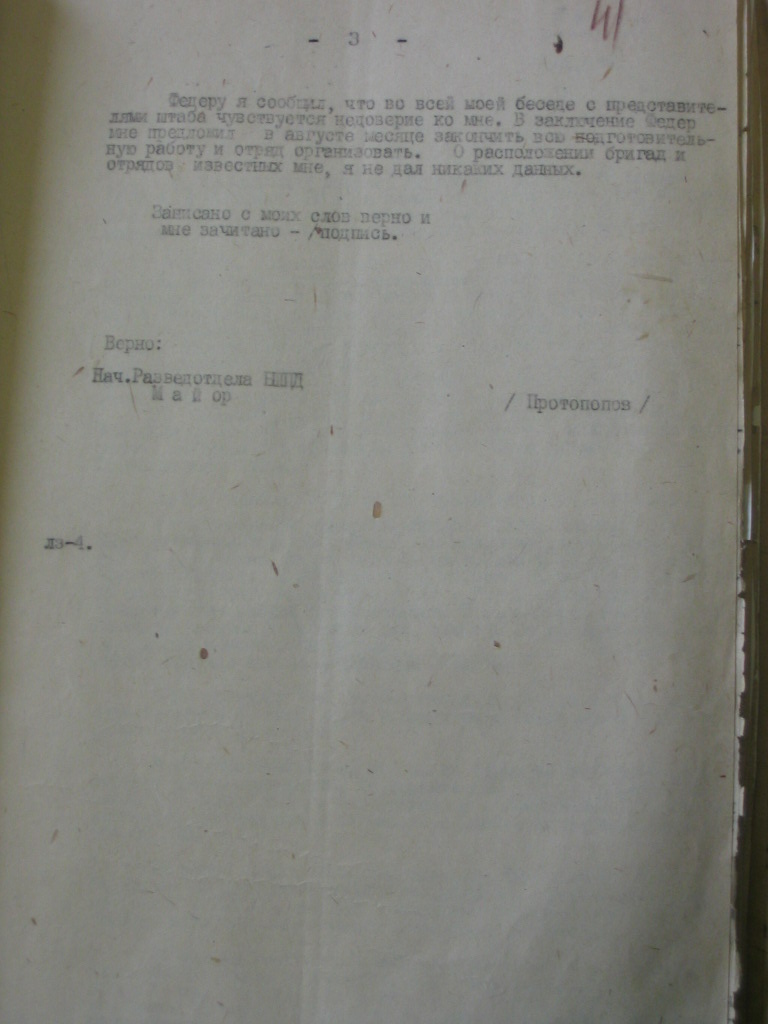 41
- 3 -
Федеру я сообщил, что во всей моей беседе с представите-
лями штаба чувствуется недоверие ко мне. В заключение Федер
мне предложил в августе месяце закончить всю подготовитель-
ную работу и отряд организовать. О расположении бригад и
отрядов известных мне, я не дал никаких данных.
Записано с моих слов верно и
мне зачитано - /подпись.
Верно:
Нач.Разведотдела БШПД
М а й ор
/ Протопопов /
лз-4.